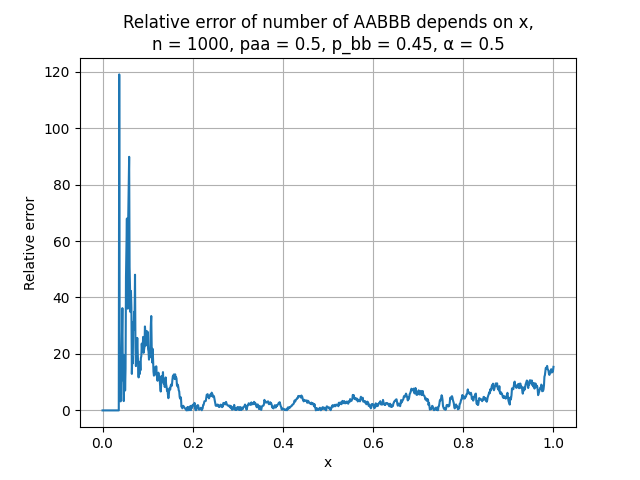 Relative error of number of AABBB depends on x,
n = 1000, paa = 0.5, p_bb = 0.45, α = 0.5
120
100
80
60
40
20
0
Relative error
0.0 0.2 0.4 0.6 0.8 1.0
x